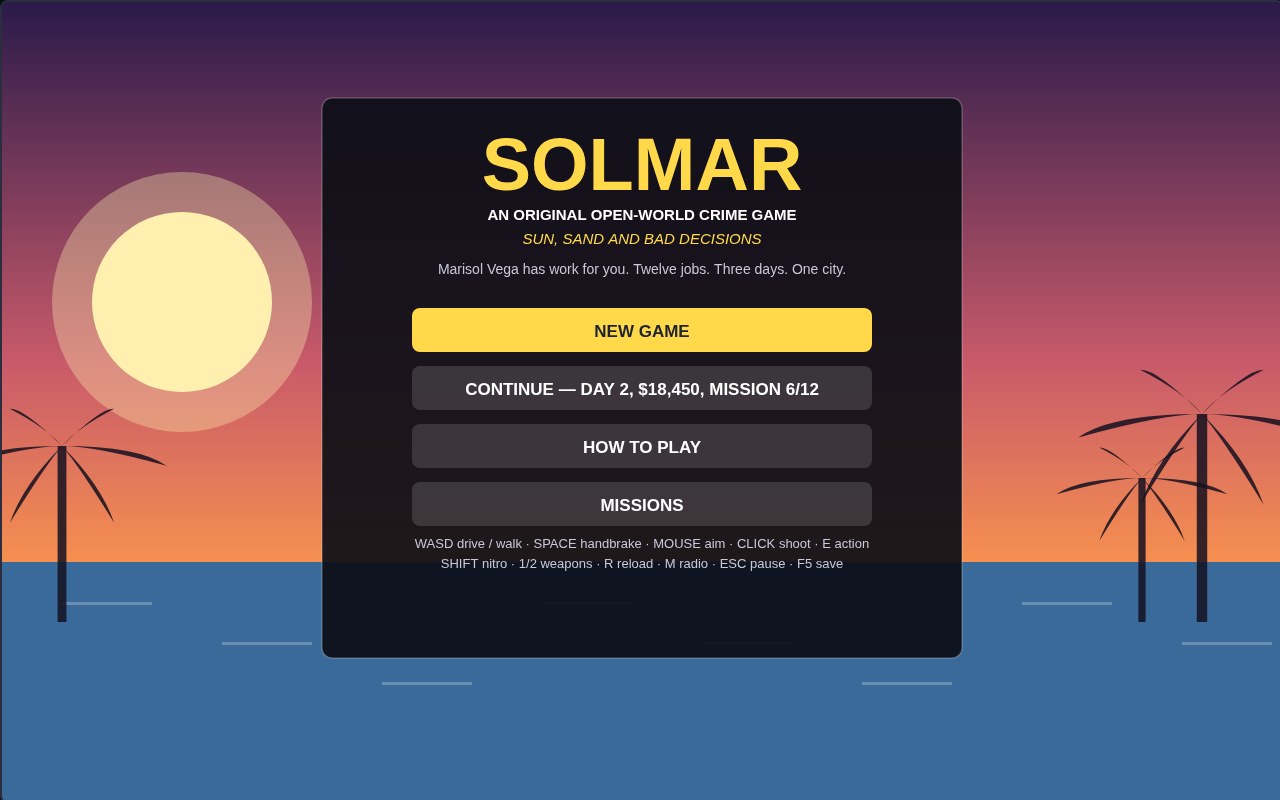 SOLMAR
AN ORIGINAL OPEN-WORLD CRIME GAME
SUN, SAND AND BAD DECISIONS
Marisol Vega has work for you. Twelve jobs. Three days. One city.
NEW GAME
CONTINUE — DAY 2, $18,450, MISSION 6/12
HOW TO PLAY
MISSIONS
WASD drive / walk · SPACE handbrake · MOUSE aim · CLICK shoot · E action
SHIFT nitro · 1/2 weapons · R reload · M radio · ESC pause · F5 save